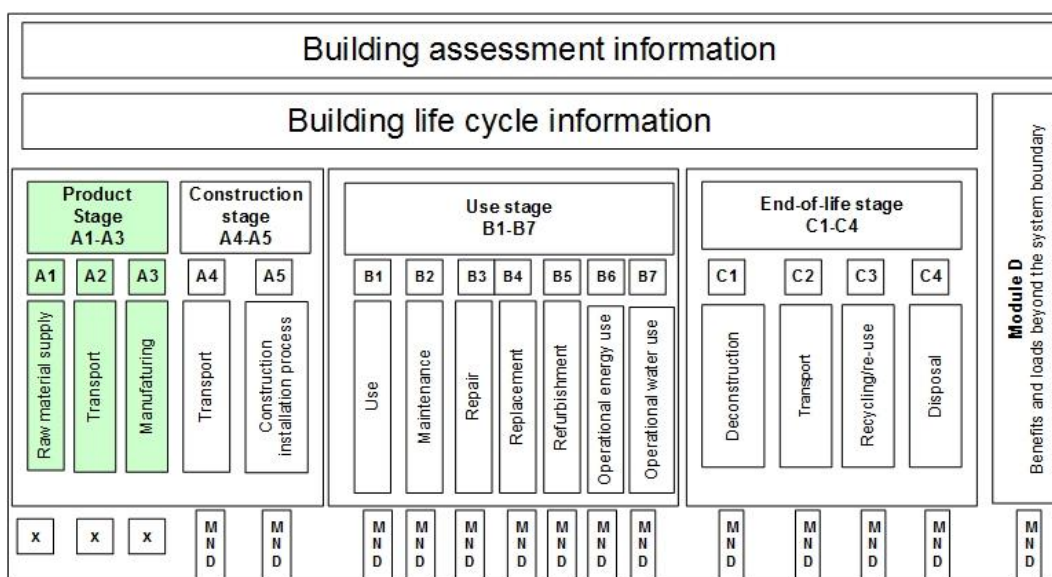 Building assessment information
Building life cycle information
Product
Stage
A1-A3
Construction
stage
A4-A5
Use stage
B1-B7
End-of-life stage
C1-C4
Module D
Benefits and loads beyond the system boundary
A1
A2
A3
A4
A5
B1
B2
B3
B4
B5
B6
B7
C1
C2
C3
C4
Raw material supply
Transport
Manufaturing
Transport
Construction
installation process
Use
Maintenance
Repair
Replacement
Refurbishment
Operational energy use
Operational water use
Deconstruction
Transport
Recycling/re-use
Disposal
x
x
x
MND
MND
MND
MND
MND
MND
MND
MND
MND
MND
MND
MND
MND
MND